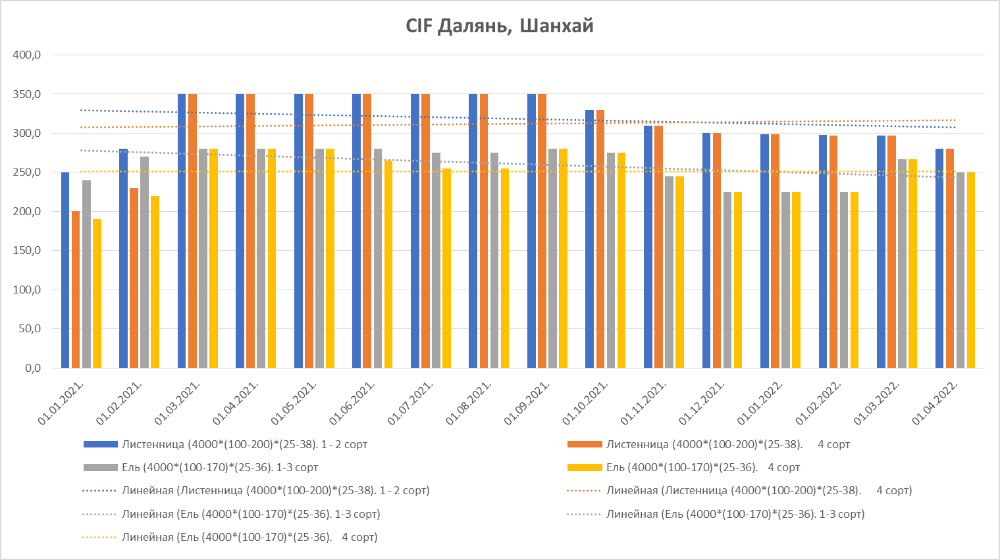 CIF Далянь, Шанхай
400,0
350,0
300,0
250,0
200,0
150,0
100,0
50,0
0,0
01.01.2021.
01.02.2021.
01.03.2021.
01.04.2021.
01.05.2021.
01.06.2021.
01.07.2021.
01.08.2021.
01.09.2021
01.10.2021.
01.11.2021.
01.12.2021.
01.01.2022.
01.02.2022.
01.03.2022.
01.04.2022.
Листенница (4000*(100-200)*(25-38). 1 - 2 сорт
Листенница (4000*(100-200)*(25-38). 4 сорт
Ель (4000*(100-170)*(25-36). 1-3 сорт
Ель (4000*(100-170)*(25-36). 4 сорт
Линейная (Листенница (4000*(100-200)*(25-38). 1 - 2 сорт)
Линейная (Листенница (4000*(100-200)*(25-38). 4 сорт)
Линейная (Ель (4000*(100-170)*(25-36). 1-3 сорт)
Линейная (Ель (4000*(100-170)*(25-36). 1-3 сорт)
Линейная (Ель (4000*(100-170)*(25-36). 4 сорт)